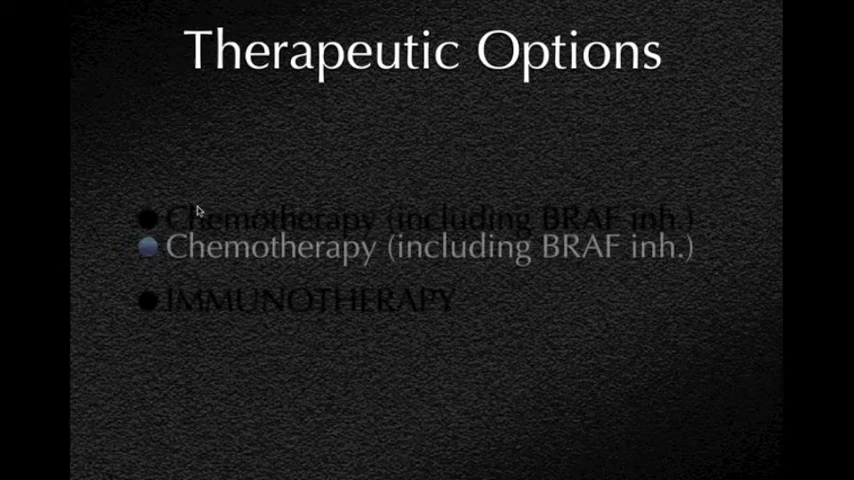 Therapeutic Options
Chemotherapy (including BRAF inh.)
Chemotherapy (including BRAF inh.)
IMMUNOTHERAPY